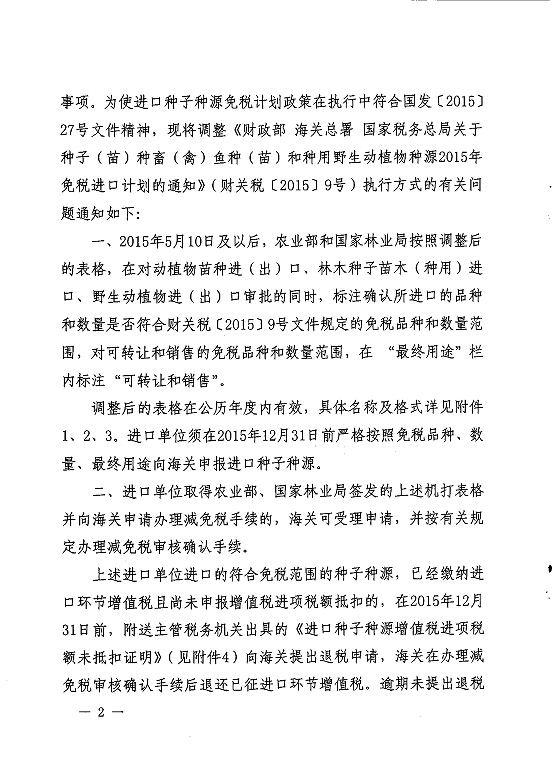 事项。为使进口种子种源免税计划政策在执行中符合国发〔2015〕
27号文件精神，现将调整《财政部 海关总署 国家税务总局关于
种子（苗）种畜（禽）鱼种（苗）和种用野生动植物种源2015年
免税进口计划的通知》（财关税〔2015〕9号）执行方式的有关问
题通知如下：
一、2015年5月10日及以后，农业部和国家林业局按照调整后
的表格，在对动植物苗种进（出）口、林木种子苗木（种用）进
口、野生动植物进（出）口审批的同时，标注确认所进口的品种
和数量是否符合财关税〔2015〕9号文件规定的免税品种和数量范
围，对可转让和销售的免税品种和数量范围，在 “最终用途”栏
内标注“可转让和销售”。
调整后的表格在公历年度内有效，具体名称及格式详见附件
1、2、3。进口单位须在2015年12月31日前严格按照免税品种、数
量、最终用途向海关申报进口种子种源。
二、进口单位取得农业部、国家林业局签发的上述机打表格
并向海关申请办理减免税手续的，海关可受理申请，并按有关规
定办理减免税审核确认手续。
上述进口单位进口的符合免税范围的种子种源，已经缴纳进
口环节增值税且尚未申报增值税进项税额抵扣的，在2015年12月
31日前，附送主管税务机关出具的《进口种子种源增值税进项税
额未抵扣证明》（见附件4）向海关提出退税申请，海关在办理减
免税审核确认手续后退还已征进口环节增值税。逾期未提出退税
— 2 —